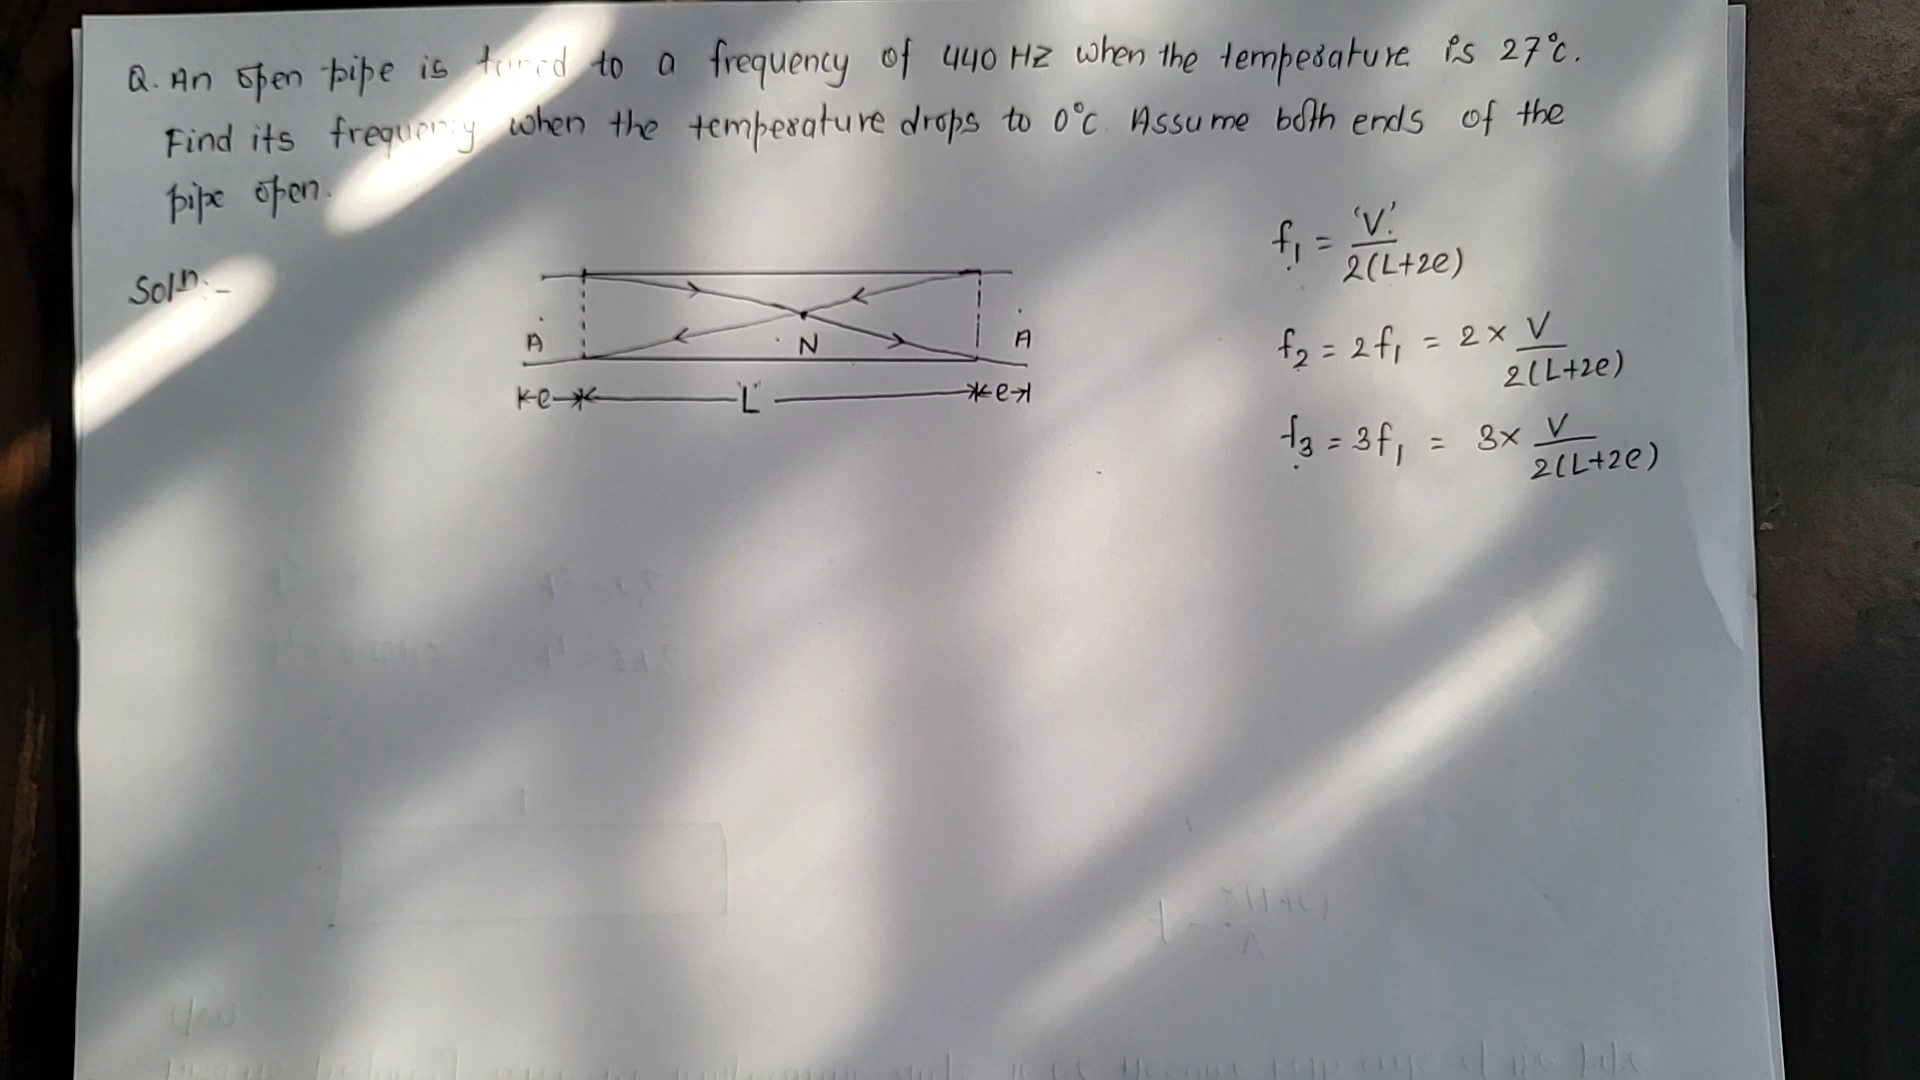 Q. An open pipe is tuned to a frequency of 440 HZ when the temperature is 27°c.
Find its frequency when the temperature drops to 0°c. Assume both ends of the
pipe open.
Solⁿ:-
f₁ = 'V' / 2(L+2e)
A N A
f₂ = 2f₁ = 2 × V / 2(L+2e)
e L e
f₃ = 3f₁ = 3× V / 2(L+2e)